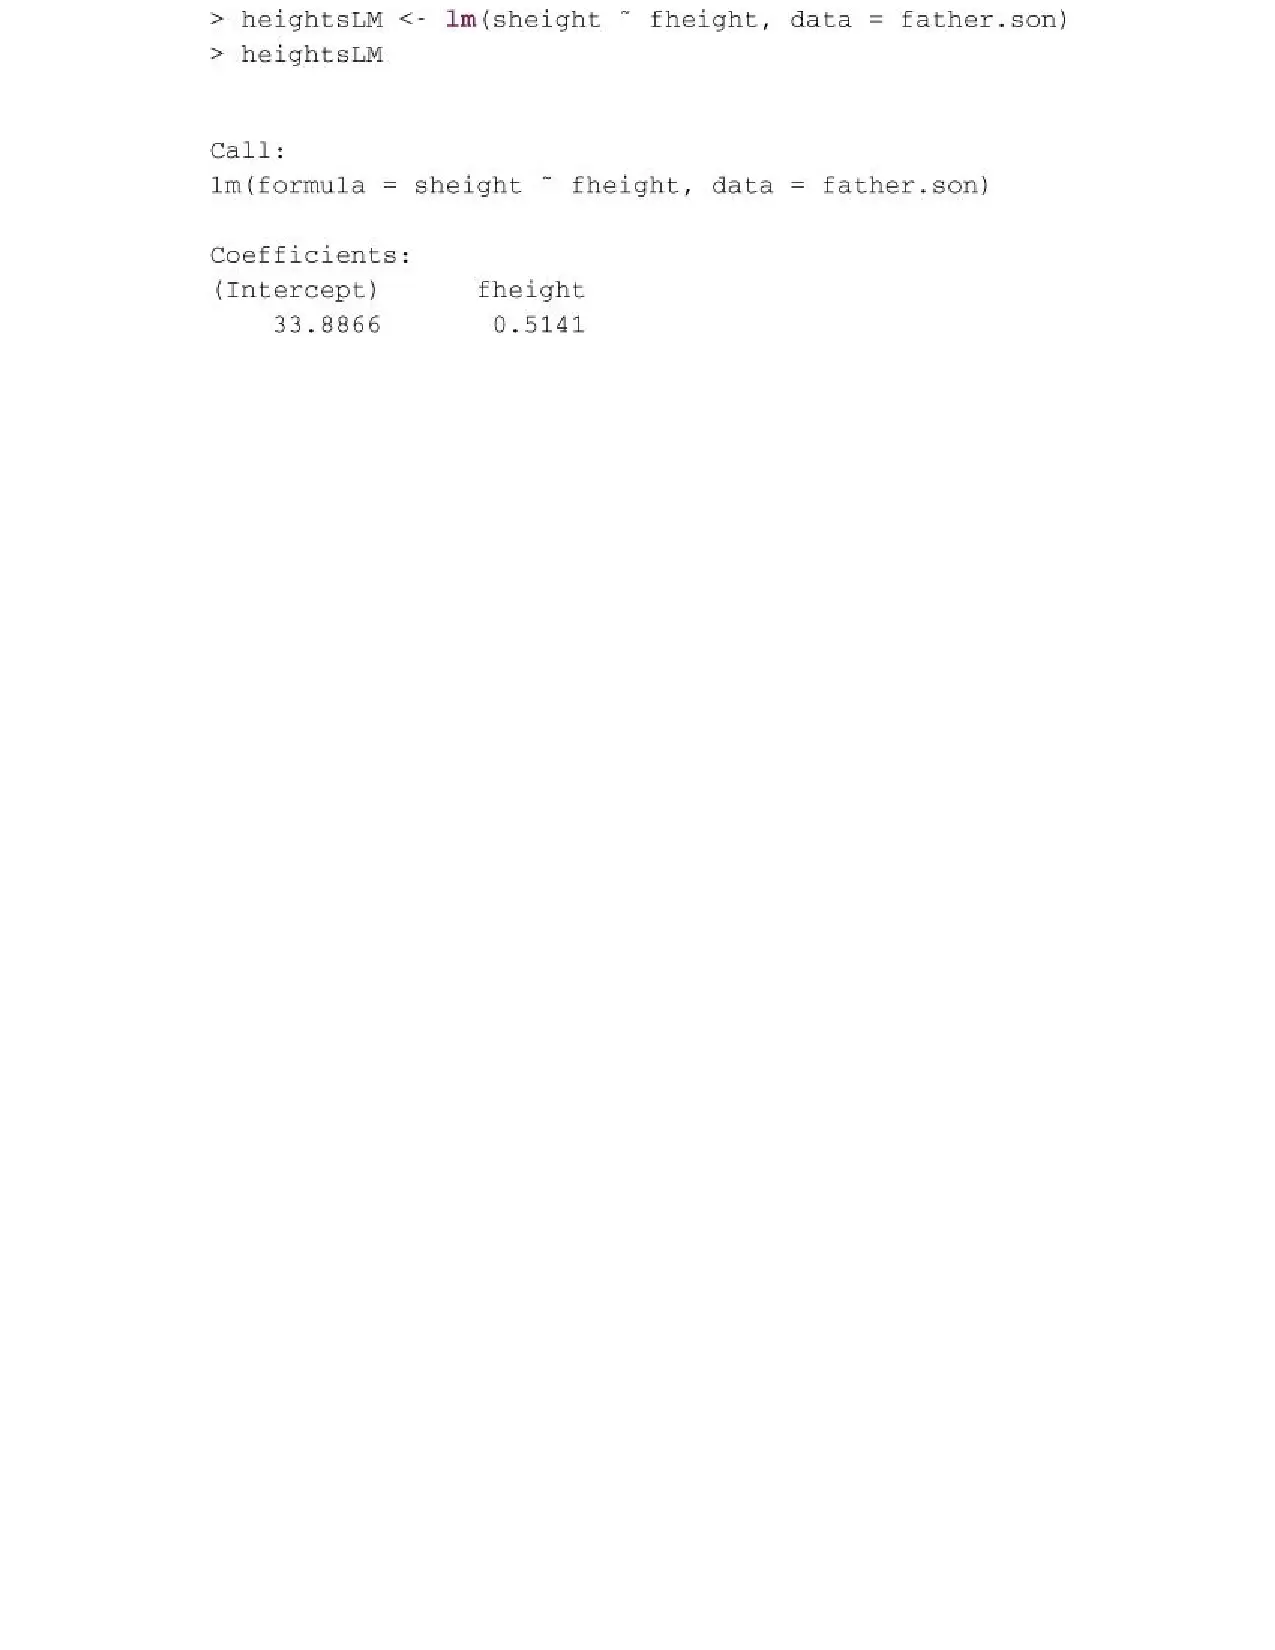 > heightsLM <- lm(sheight ˜ fheight, data = father.son)
> heightsLM
Call:
lm(formula = sheight ˜ fheight, data = father.son)
Coefficients:
(Intercept) fheight
33.8866 0.5141